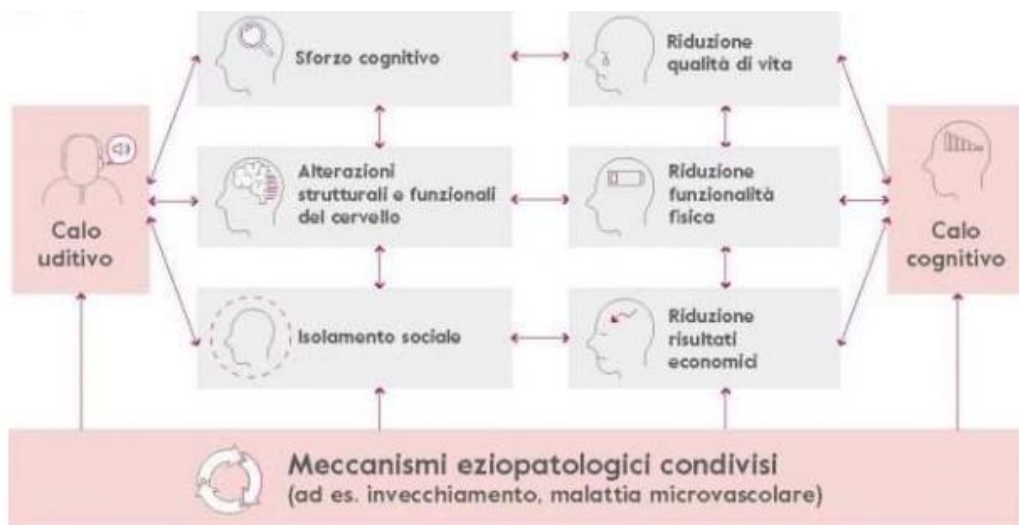 Sforzo cognitivo
Riduzione
qualità di vita
Calo
uditivo
Alterazioni
strutturali e funzionali
del cervello
Riduzione
funzionalità
fisica
Calo
cognitivo
Isolamento sociale
Riduzione
risultati
economici
Meccanismi eziopatologici condivisi
(ad es. invecchiamento, malattia microvascolare)